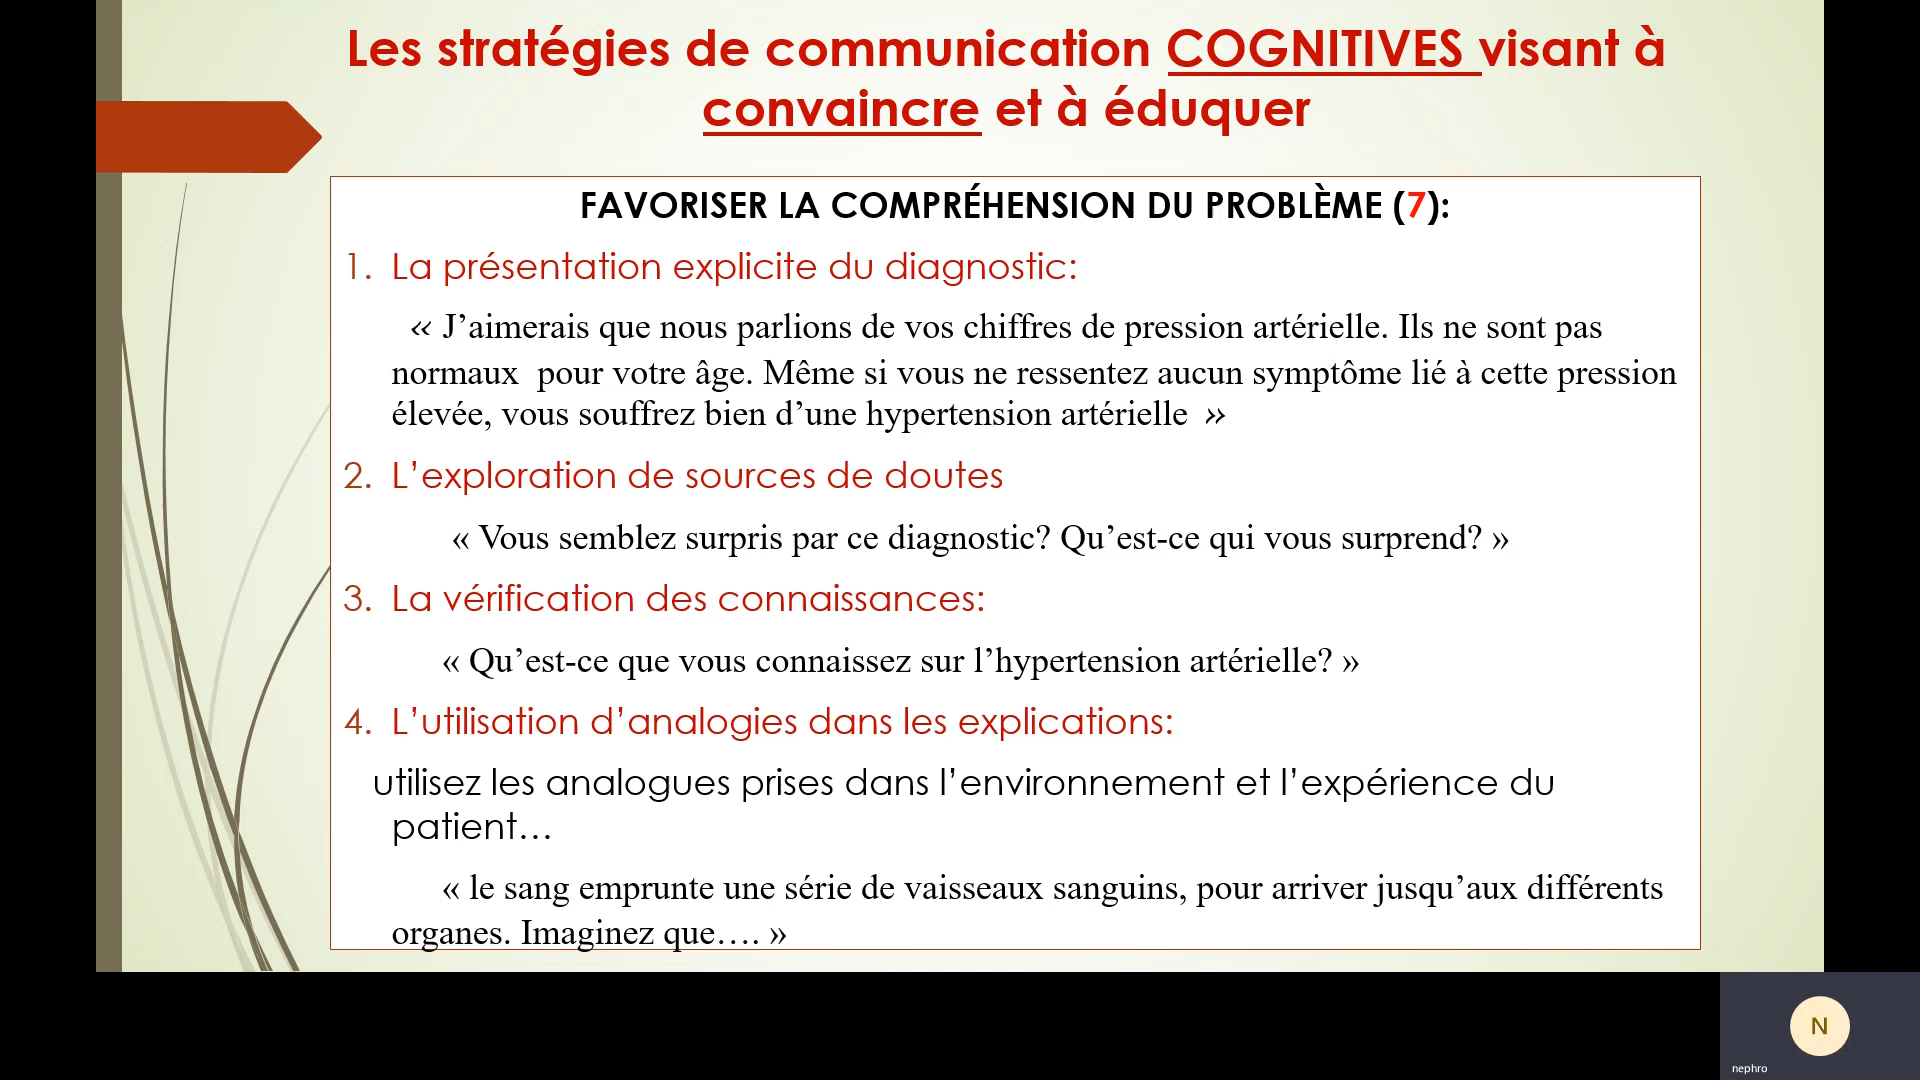 Les stratégies de communication COGNITIVES visant à
convaincre et à éduquer
FAVORISER LA COMPRÉHENSION DU PROBLÈME (7):
1. La présentation explicite du diagnostic:
« J’aimerais que nous parlions de vos chiffres de pression artérielle. Ils ne sont pas
normaux pour votre âge. Même si vous ne ressentez aucun symptôme lié à cette pression
élevée, vous souffrez bien d’une hypertension artérielle »
2. L’exploration de sources de doutes
« Vous semblez surpris par ce diagnostic? Qu’est-ce qui vous surprend? »
3. La vérification des connaissances:
« Qu’est-ce que vous connaissez sur l’hypertension artérielle? »
4. L’utilisation d’analogies dans les explications:
utilisez les analogues prises dans l’environnement et l’expérience du
patient…
« le sang emprunte une série de vaisseaux sanguins, pour arriver jusqu’aux différents
organes. Imaginez que…. »
N
nephro